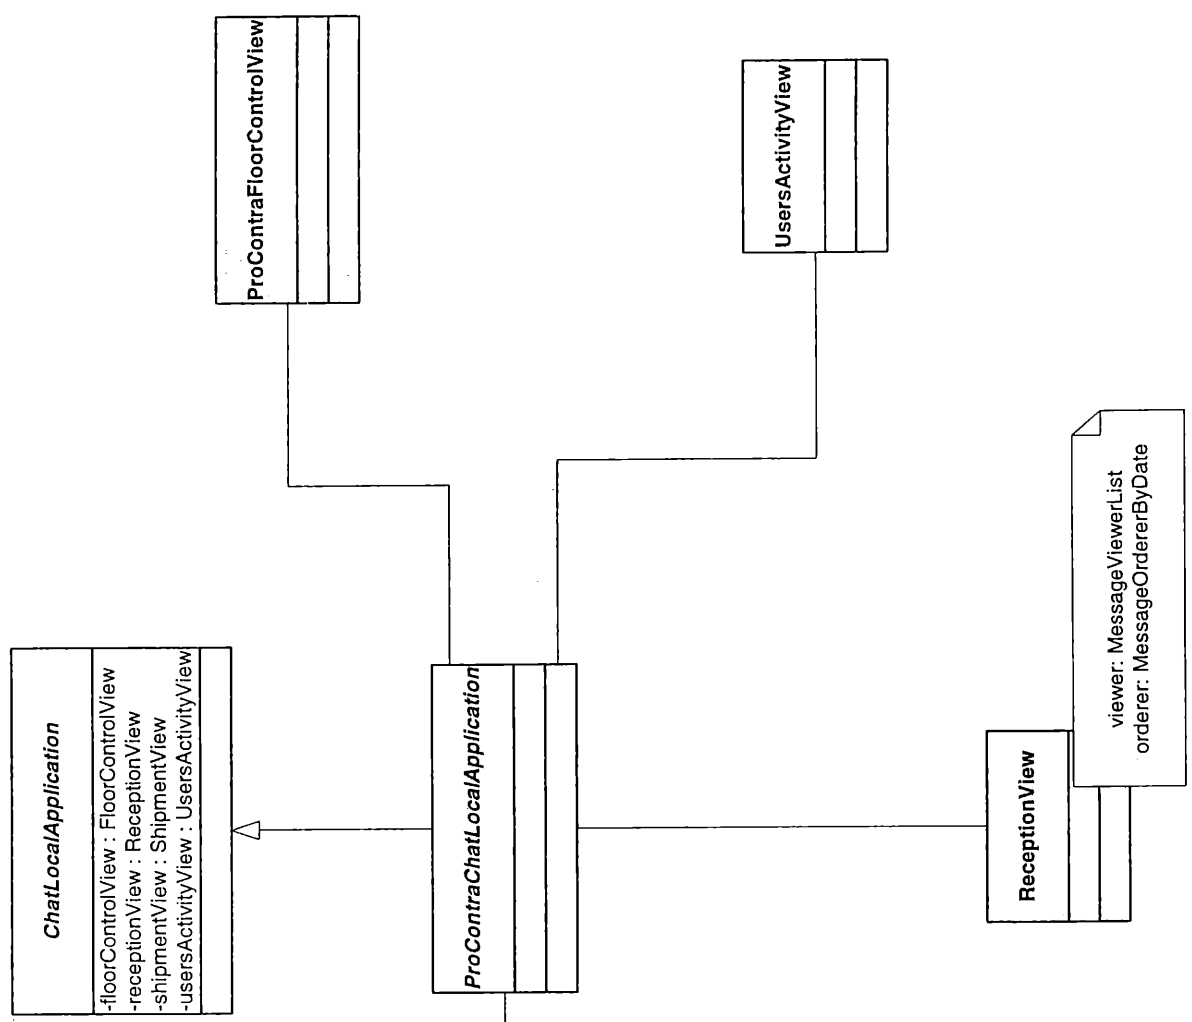 ChatLocalApplication
-floorControlView : FloorControlView
-receptionView : ReceptionView
-shipmentView : ShipmentView
-usersActivityView : UsersActivityView
ProContraFloorControlView
ProContraChatLocalApplication
UsersActivityView
ReceptionView
viewer: MessageViewerList
orderer: MessageOrdererByDate